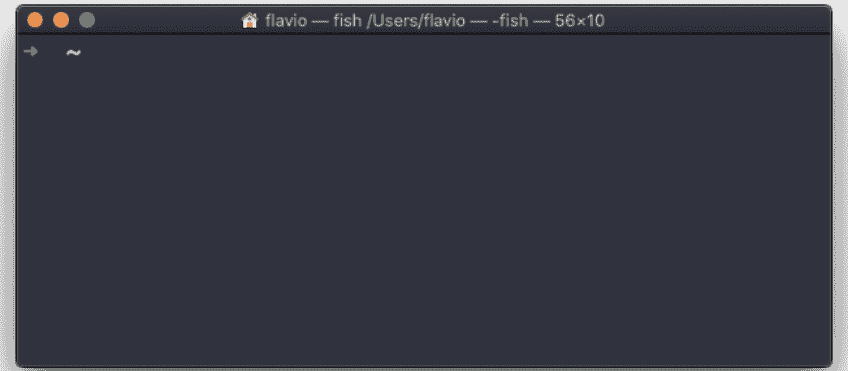 flavio — fish /Users/flavio — -fish — 56×10
➜ ~